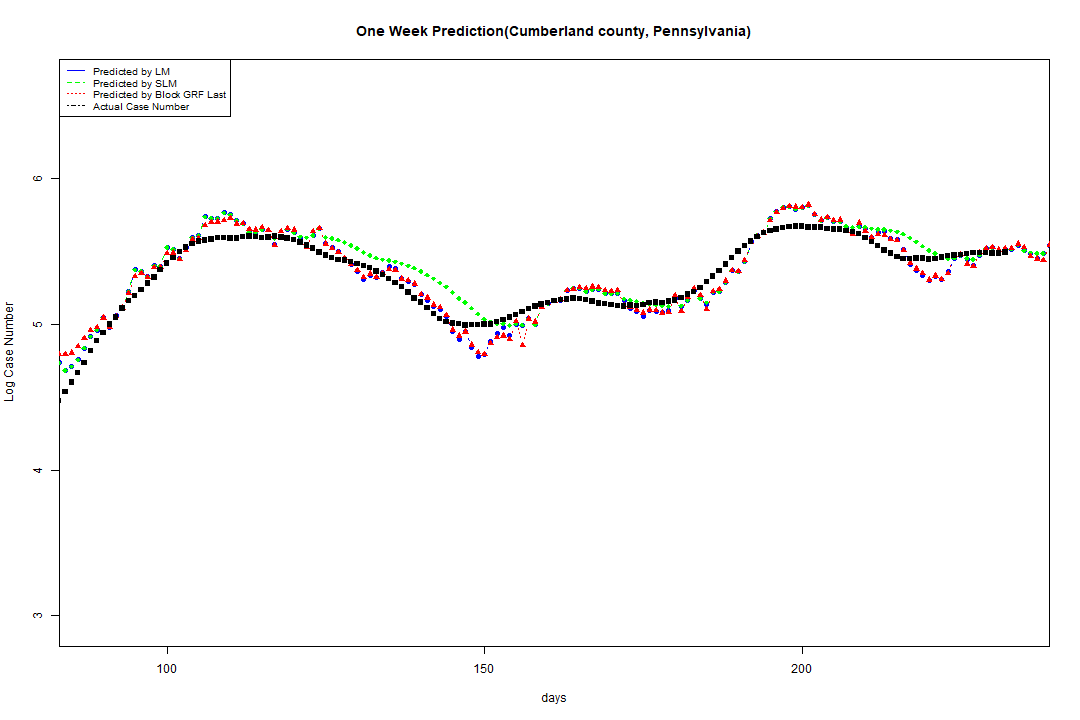 One Week Prediction(Cumberland county, Pennsylvania)
Predicted by LM
Predicted by SLM
Predicted by Block GRF Last
Actual Case Number
Log Case Number
6
5
4
3
100 150 200
days